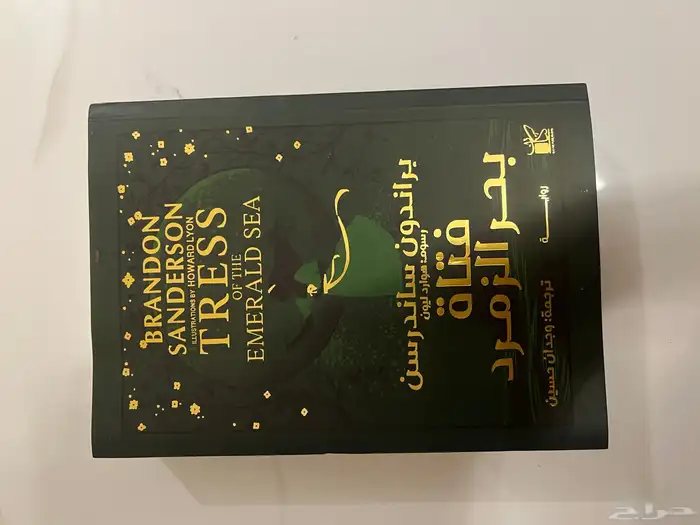 BRANDON
SANDERSON
ILLUSTRATIONS BY HOWARD LYON
TRESS
OF THE
EMERALD SEA
براندون ساندرسن
رسوم: هوارد ليون
فتاة
بحر الزمرد
ترجمة: وجدان حسين
روايـــــة
حراج